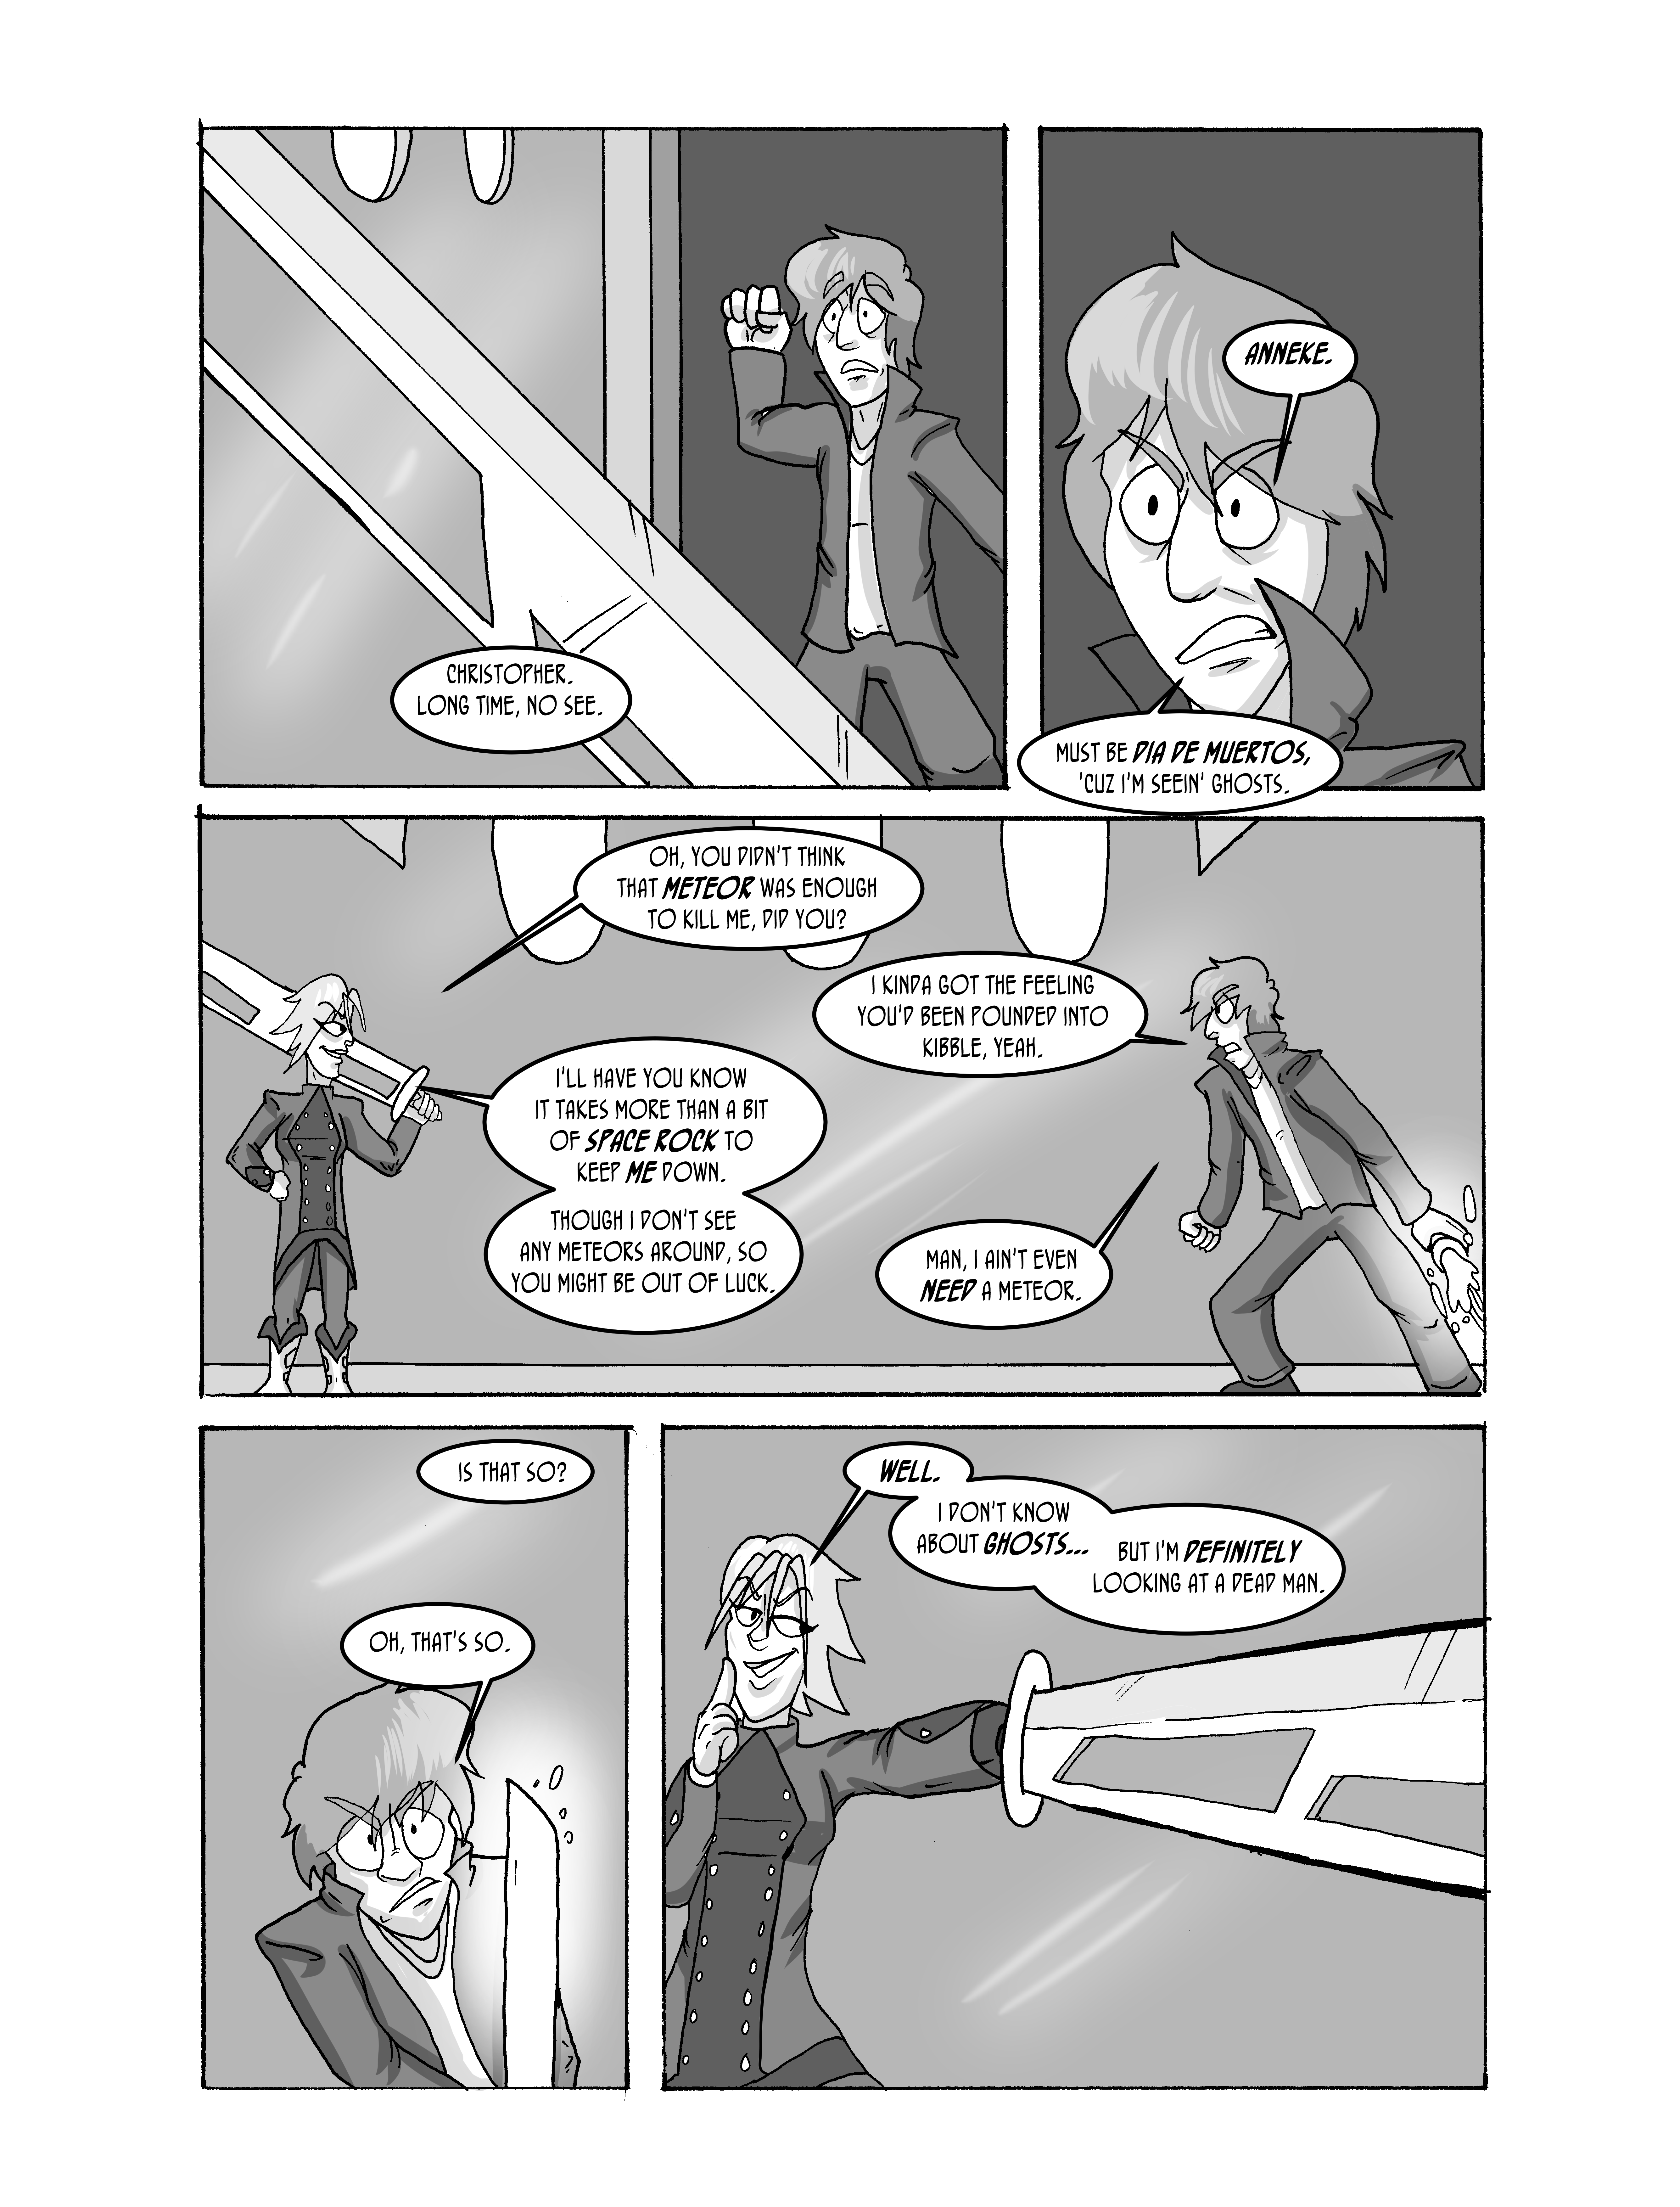 CHRISTOPHER.
LONG TIME, NO SEE.
ANNEKE.
MUST BE DIA DE MUERTOS,
'CUZ I'M SEEIN' GHOSTS.
OH, YOU DIDN'T THINK
THAT METEOR WAS ENOUGH
TO KILL ME, DID YOU?
I KINDA GOT THE FEELING
YOU'D BEEN POUNDED INTO
KIBBLE, YEAH.
I'LL HAVE YOU KNOW
IT TAKES MORE THAN A BIT
OF SPACE ROCK TO
KEEP ME DOWN.
THOUGH I DON'T SEE
ANY METEORS AROUND, SO
YOU MIGHT BE OUT OF LUCK.
MAN, I AIN'T EVEN
NEED A METEOR.
IS THAT SO?
OH, THAT'S SO.
WELL.
I DON'T KNOW
ABOUT GHOSTS...
BUT I'M DEFINITELY
LOOKING AT A DEAD MAN.